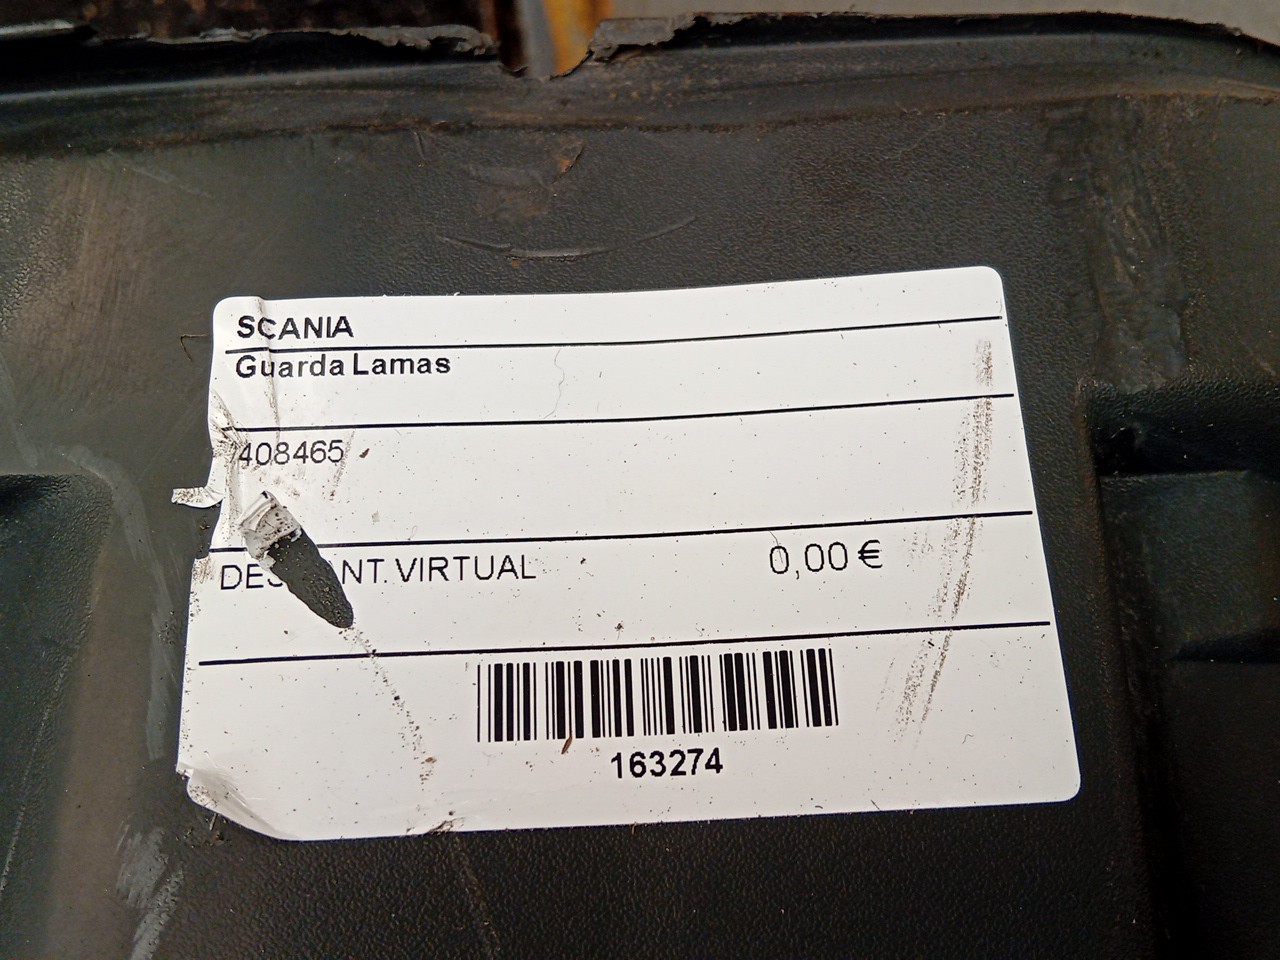 SCANIA
Guarda Lamas
408465
NT. VIRTUAL 0,00 €
163274